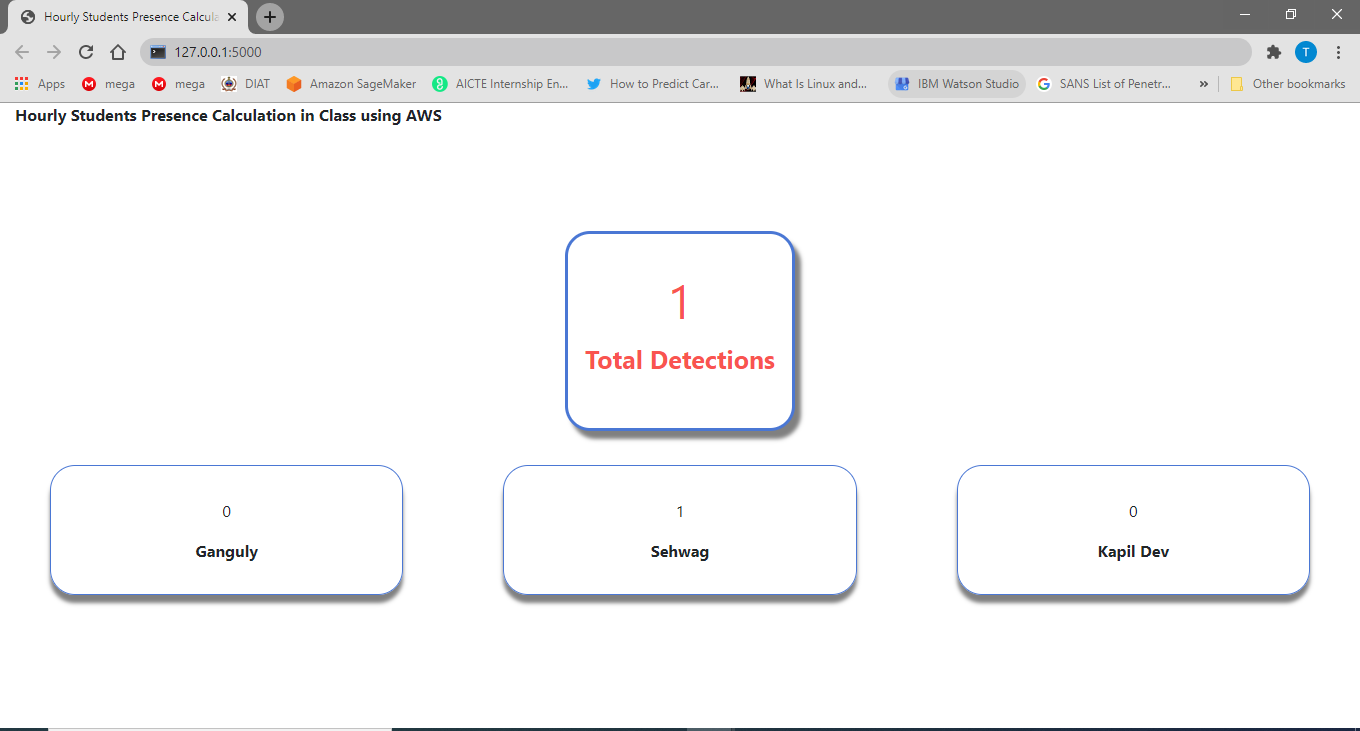 Hourly Students Presence Calcula
127.0.0.1:5000
T
Apps
mega
mega
DIAT
Amazon SageMaker
AICTE Internship En...
How to Predict Car...
What Is Linux and...
IBM Watson Studio
SANS List of Penetr...
»
Other bookmarks
Hourly Students Presence Calculation in Class using AWS
1
Total Detections
0
Ganguly
1
Sehwag
0
Kapil Dev